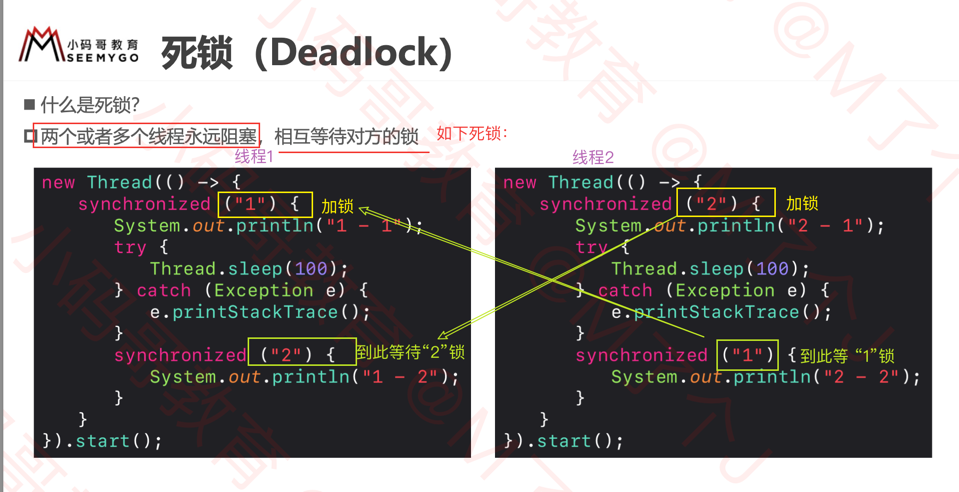 小码哥教育
SEEMYGO
死锁（Deadlock）
什么是死锁？
两个或者多个线程永远阻塞，相互等待对方的锁
如下死锁：
线程1
new Thread(() -> {
synchronized ("1") { 加锁
System.out.println("1 - 1");
try {
Thread.sleep(100);
} catch (Exception e) {
e.printStackTrace();
}
synchronized ("2") { 到此等待“2”锁
System.out.println("1 - 2");
}
}
}).start();
线程2
new Thread(() -> {
synchronized ("2") { 加锁
System.out.println("2 - 1");
try {
Thread.sleep(100);
} catch (Exception e) {
e.printStackTrace();
}
synchronized ("1") { 到此等 “1”锁
System.out.println("2 - 2");
}
}
}).start();